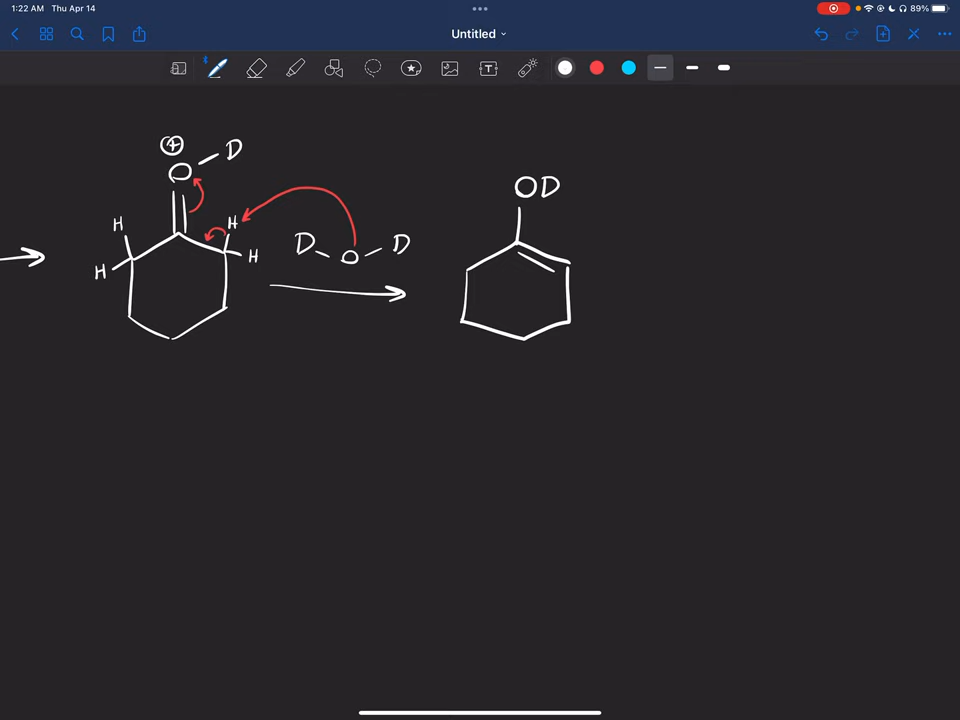 1:22 AM Thu Apr 14
89%
Untitled
+
O D
H H
H H
D O D
OD